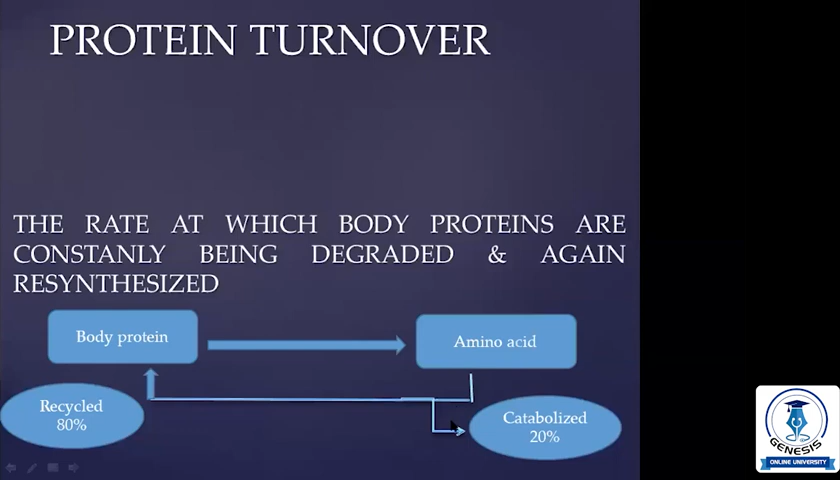 PROTEIN TURNOVER
THE RATE AT WHICH BODY PROTEINS ARE
CONSTANLY BEING DEGRADED & AGAIN
RESYNTHESIZED
Body protein
Amino acid
Recycled
80%
Catabolized
20%
GENESIS
ONLINE UNIVERSITY